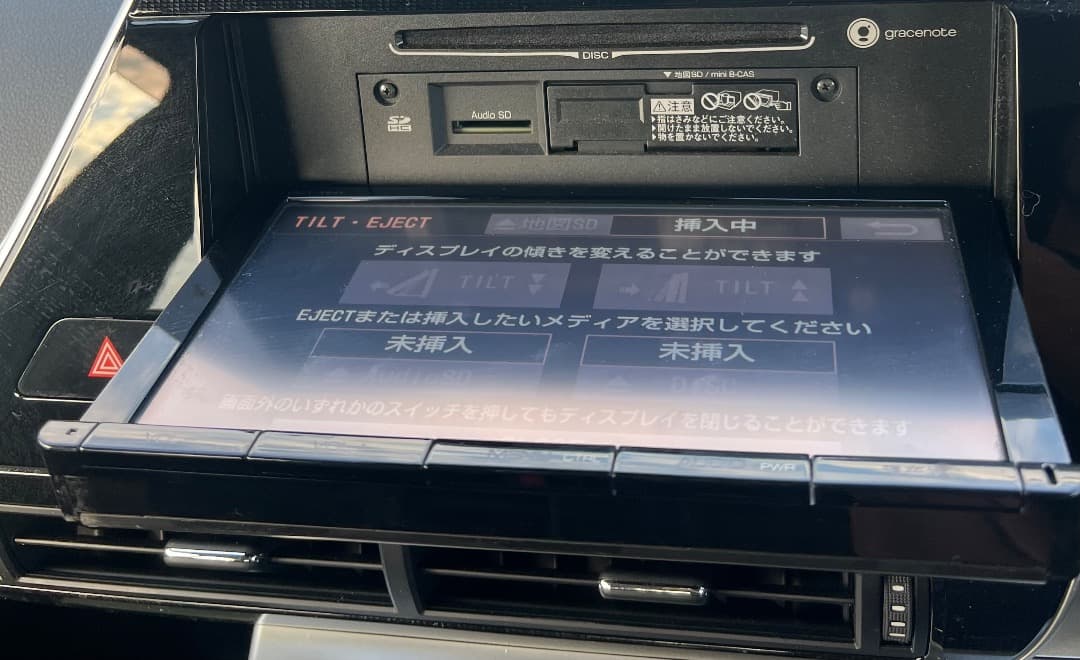 gracenote
DISC
▼地図SD / mini B-CAS
SD HC
Audio SD
注意
▶指はさみなどにご注意ください。
▶開けたまま放置しないでください。
▶物を置かないでください。
TILT・EJECT
地図SD 挿入中
ディスプレイの傾きを変えることができます
TILT TILT
EJECTまたは挿入したいメディアを選択してください
未挿入 未挿入
Audio SD DISC
画面外のいずれかのスイッチを押してもディスプレイを閉じることができます
PWR